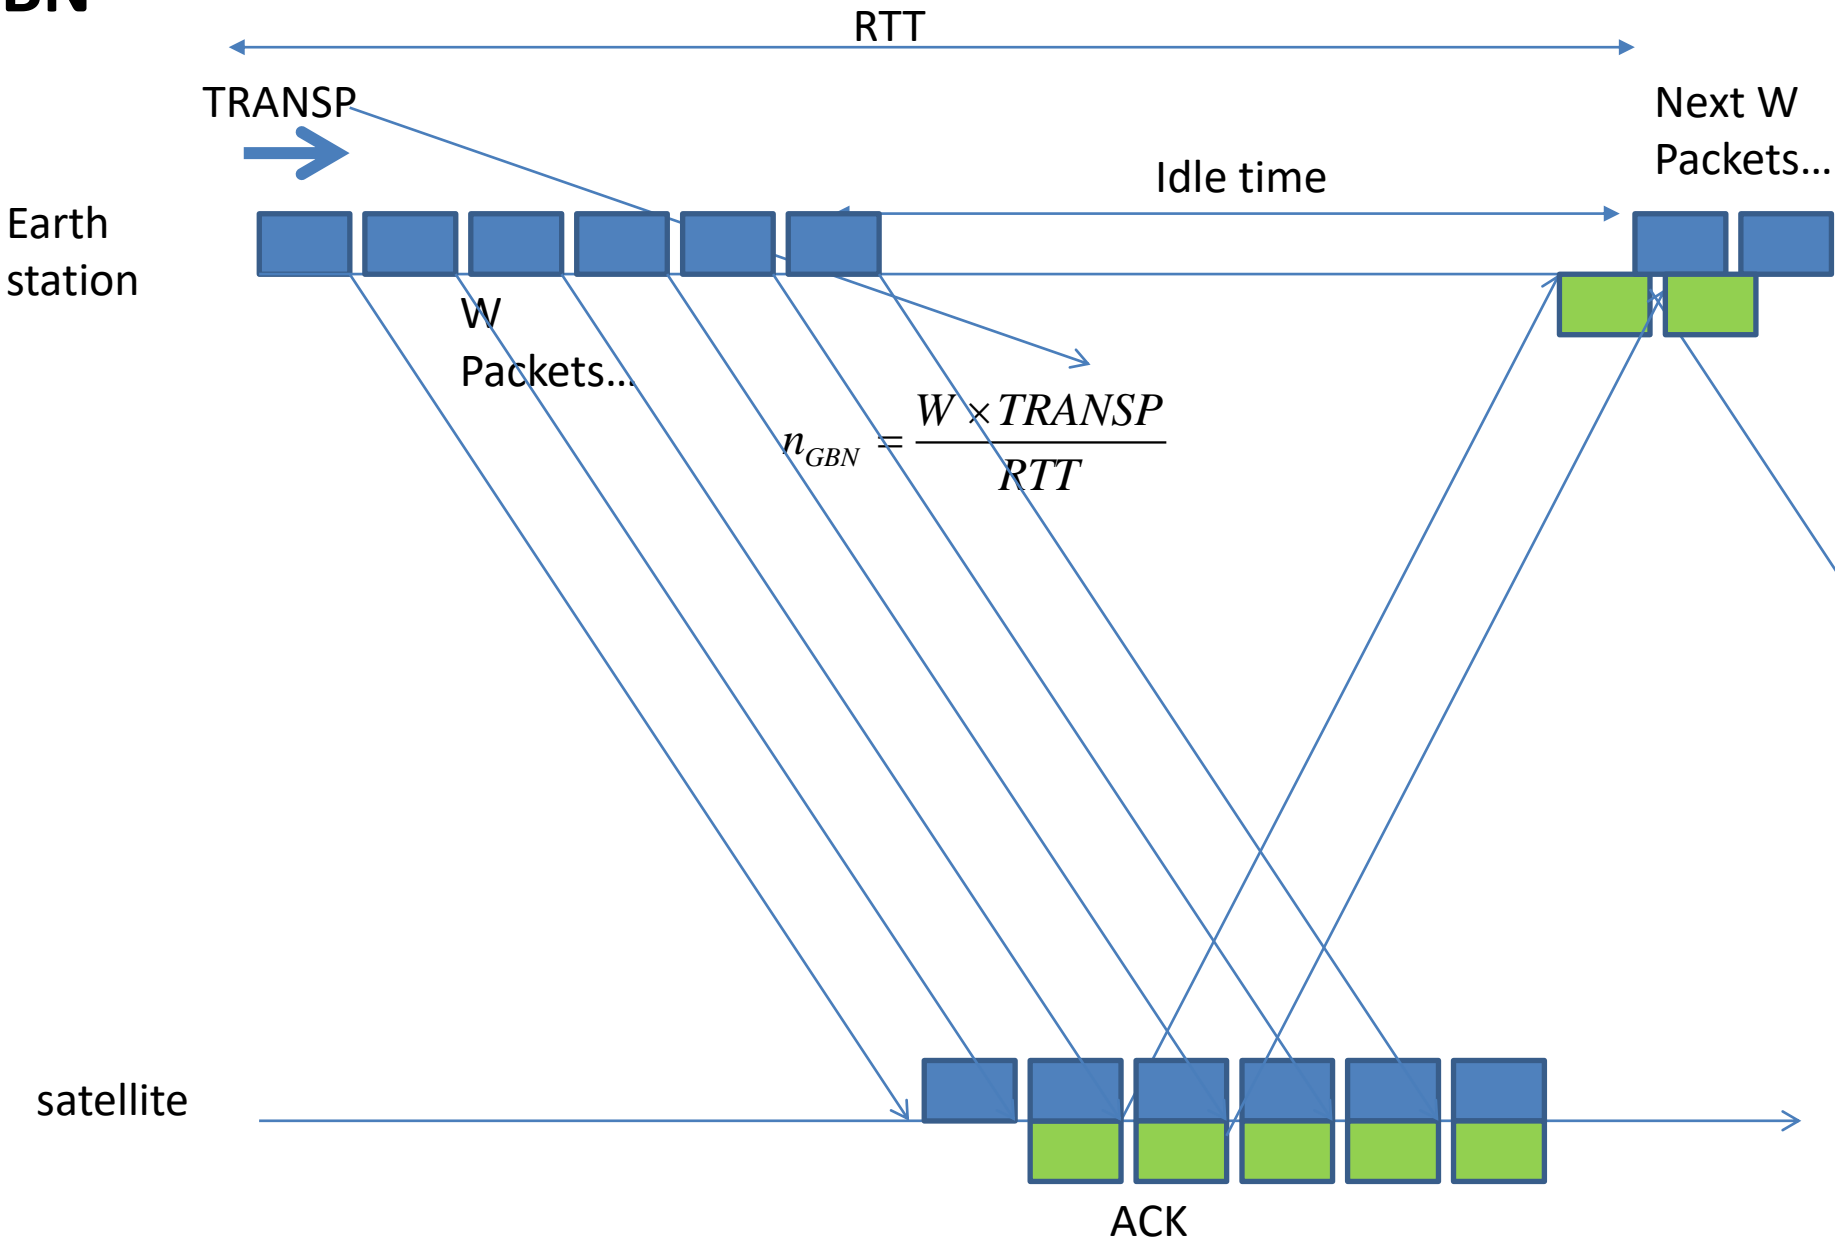 BN
RTT
TRANSP
Next W
Packets...
Idle time
Earth
station
W
Packets...
n_GBN = W × TRANSP / RTT
satellite
ACK